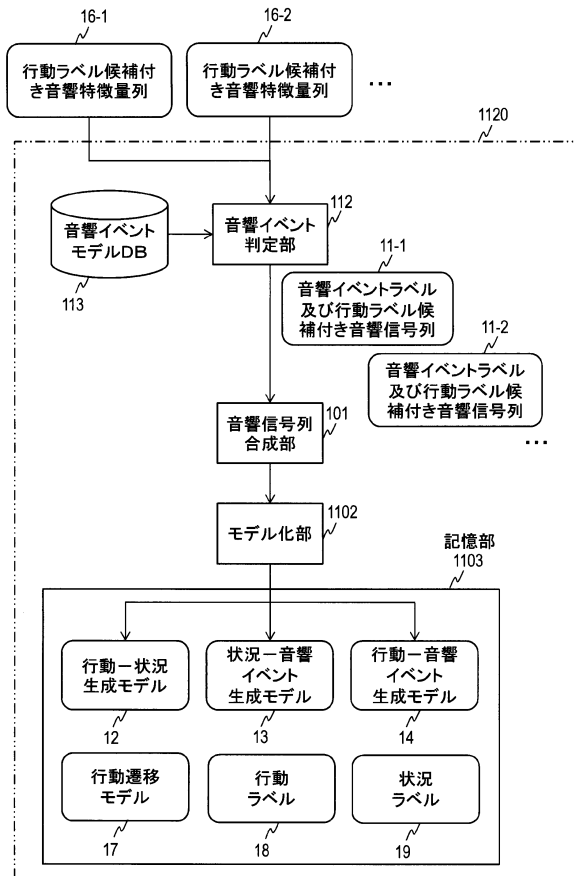 16-1
16-2
行動ラベル候補付
き音響特徴量列
行動ラベル候補付
き音響特徴量列
…
1120
音響イベント
モデルDB
113
音響イベント
判定部
112
11-1
音響イベントラベル
及び行動ラベル候
補付き音響信号列
11-2
音響イベントラベル
及び行動ラベル候
補付き音響信号列
…
音響信号列
合成部
101
モデル化部
1102
記憶部
1103
行動－状況
生成モデル
12
状況－音響
イベント
生成モデル
13
行動－音響
イベント
生成モデル
14
行動遷移
モデル
17
行動
ラベル
18
状況
ラベル
19